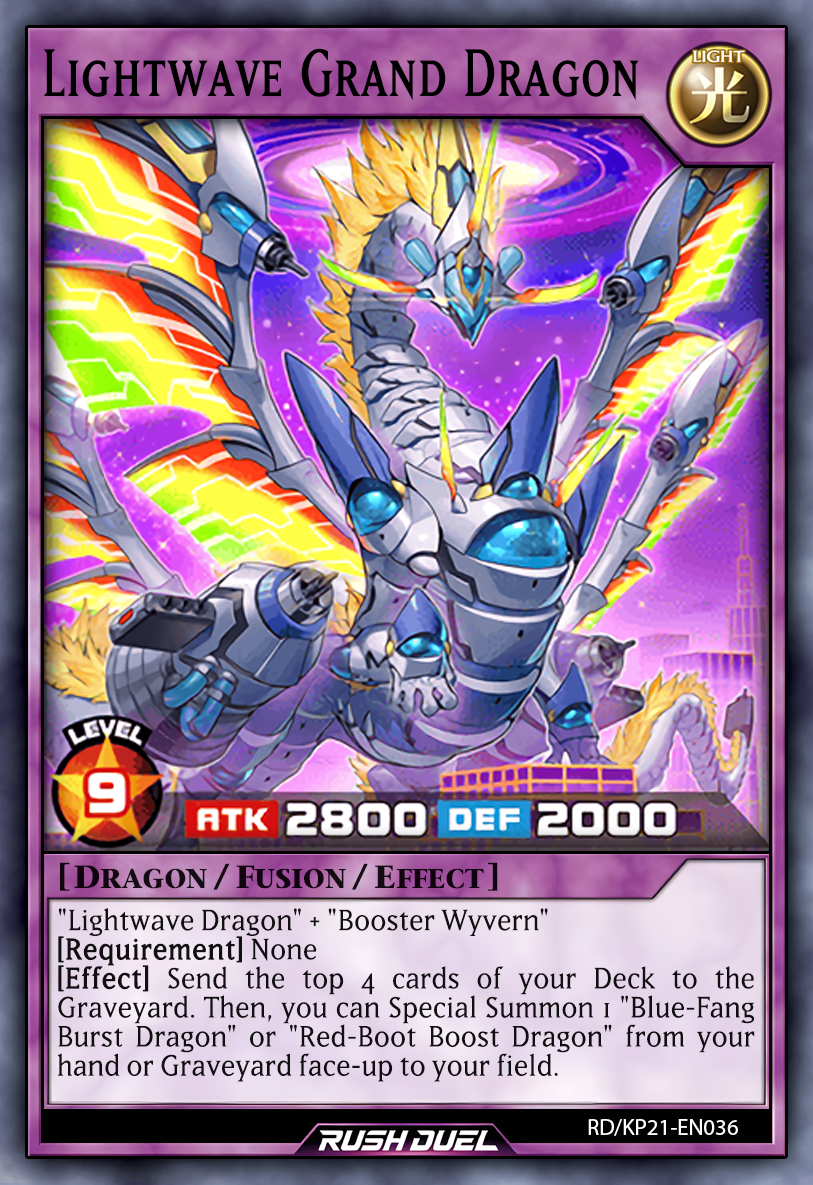 Lightwave Grand Dragon
LIGHT
光
LEVEL
9
ATK 2800 DEF 2000
[Dragon / Fusion / Effect]
"Lightwave Dragon" + "Booster Wyvern"
[Requirement] None
[Effect] Send the top 4 cards of your Deck to the
Graveyard. Then, you can Special Summon 1 "Blue-Fang
Burst Dragon" or "Red-Boot Boost Dragon" from your
hand or Graveyard face-up to your field.
RD/KP21-EN036
RUSH DUEL